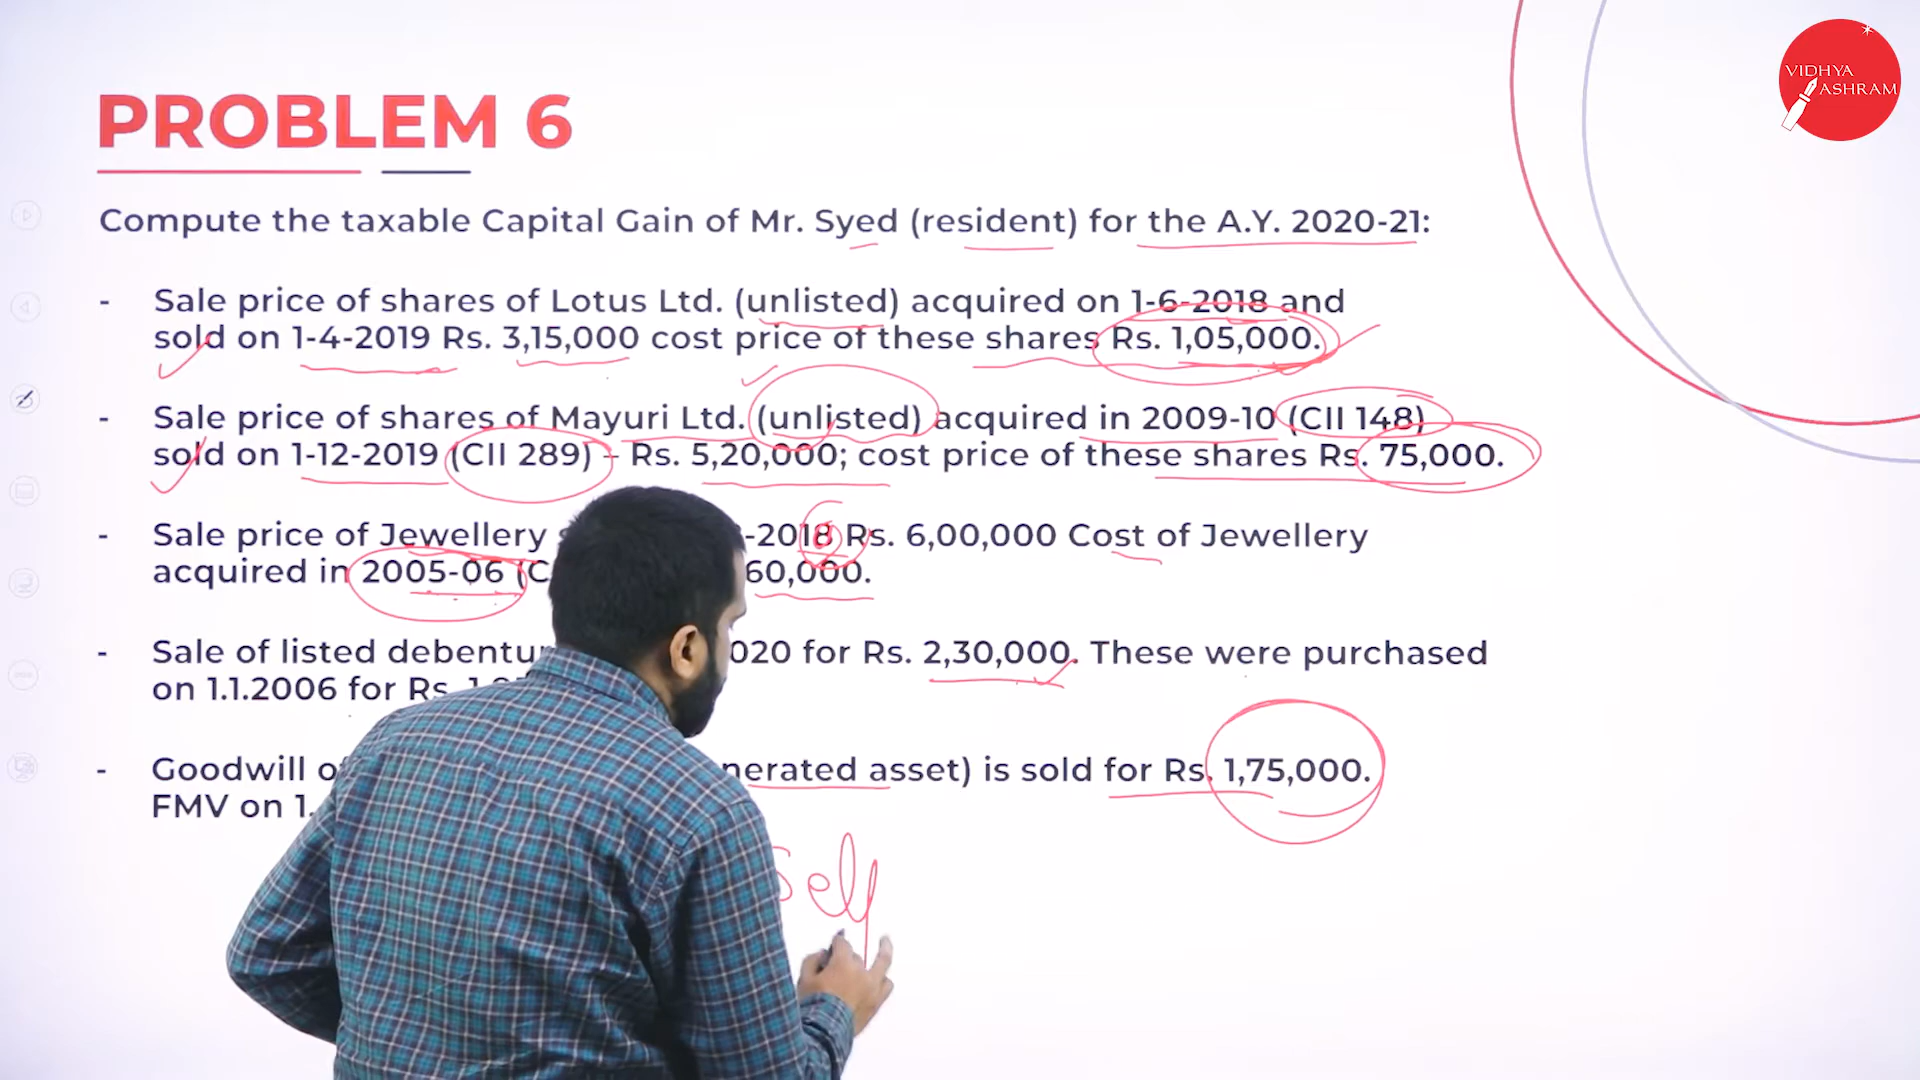 VIDHYA
ASHRAM
PROBLEM 6
Compute the taxable Capital Gain of Mr. Syed (resident) for the A.Y. 2020-21:
- Sale price of shares of Lotus Ltd. (unlisted) acquired on 1-6-2018 and
sold on 1-4-2019 Rs. 3,15,000 cost price of these shares Rs. 1,05,000.
- Sale price of shares of Mayuri Ltd. (unlisted) acquired in 2009-10 (CII 148)
sold on 1-12-2019 (CII 289) - Rs. 5,20,000; cost price of these shares Rs. 75,000.
- Sale price of Jewellery -2018 Rs. 6,00,000 Cost of Jewellery
acquired in 2005-06 (C 60,000.
- Sale of listed debentu 020 for Rs. 2,30,000. These were purchased
on 1.1.2006 for Rs.
- Goodwill o nerated asset) is sold for Rs. 1,75,000.
FMV on 1.
Self